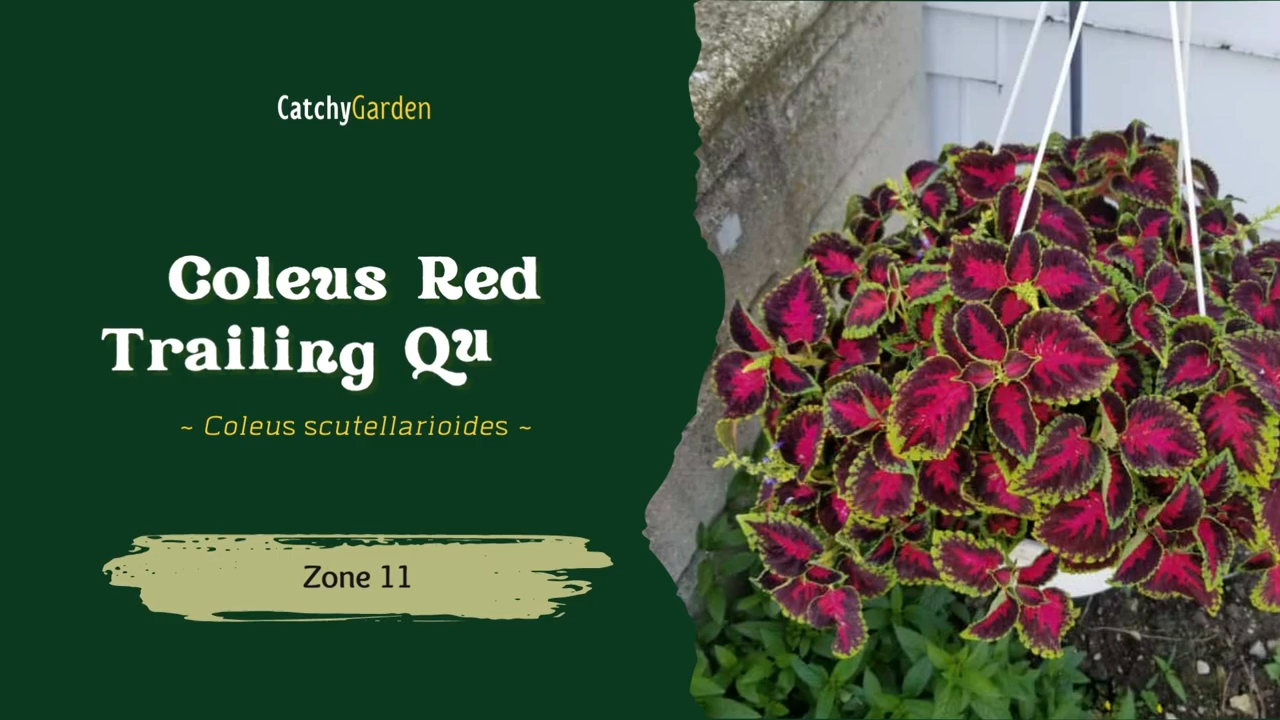 CatchyGarden
Coleus Red
Trailing Qu
~ Coleus scutellarioides ~
Zone 11